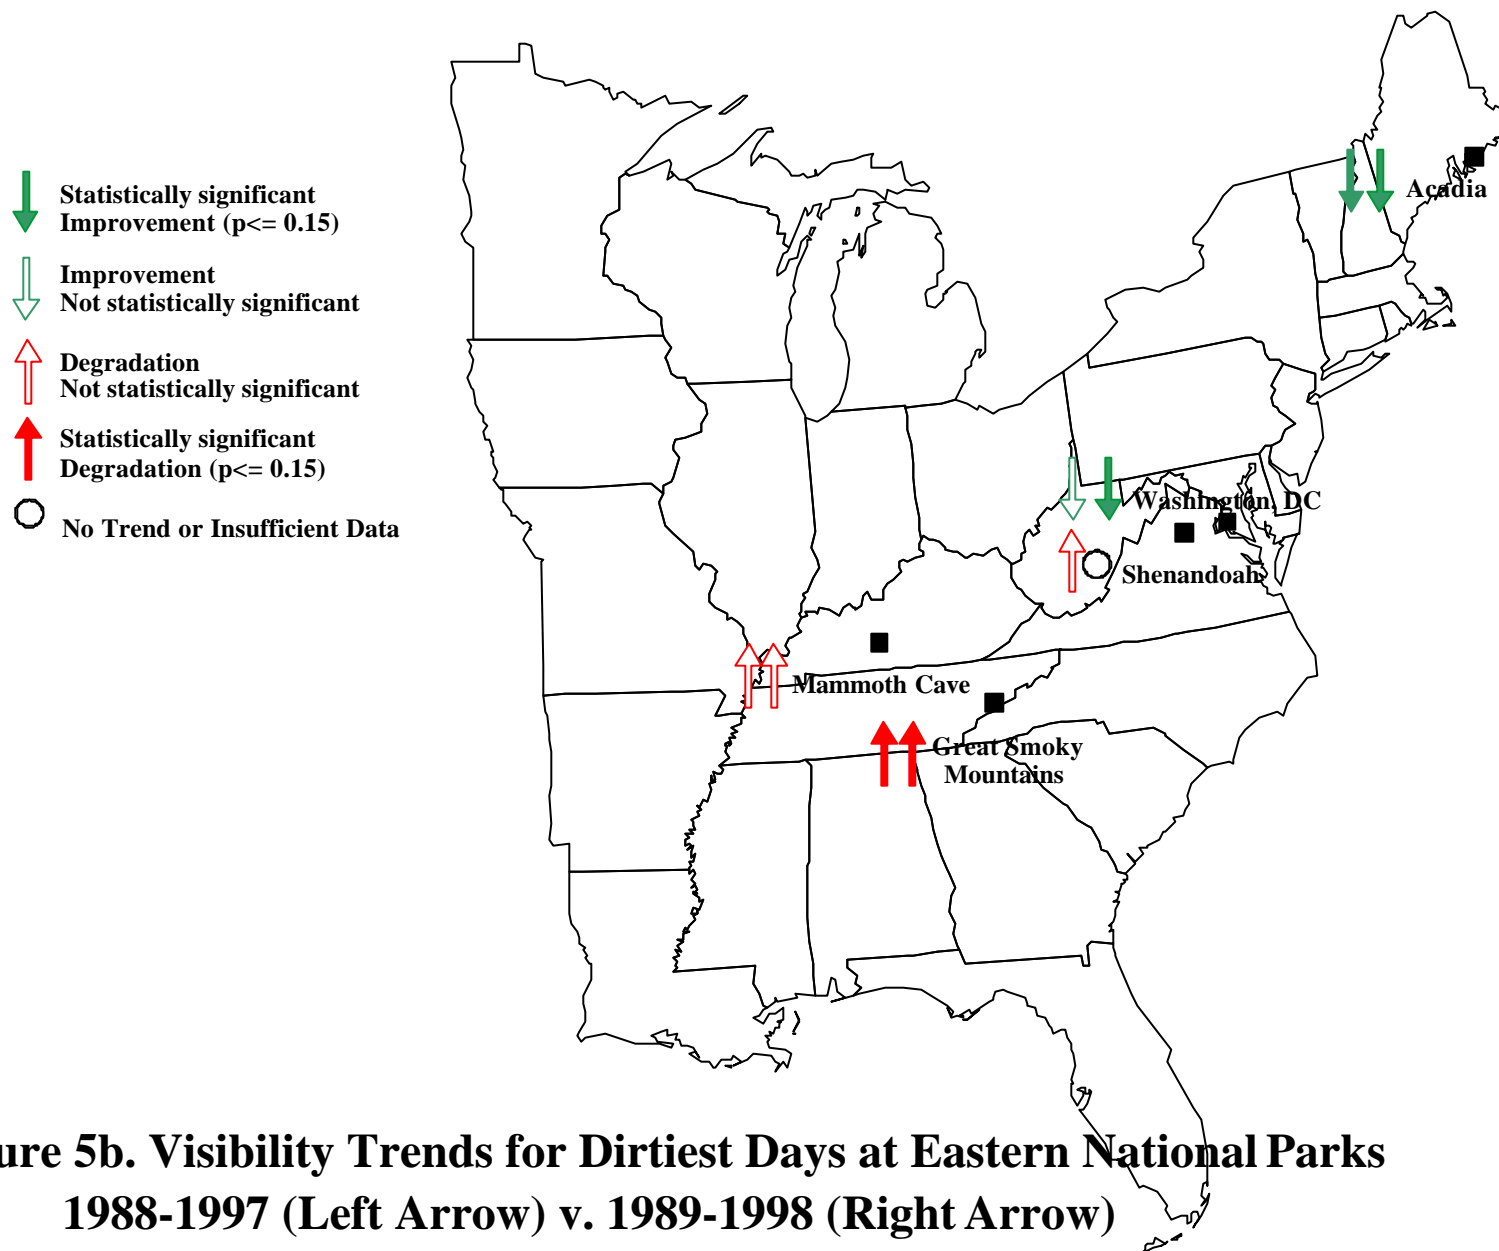 Statistically significant
Improvement (p<= 0.15)
Improvement
Not statistically significant
Degradation
Not statistically significant
Statistically significant
Degradation (p<= 0.15)
No Trend or Insufficient Data
Acadia
Washington, DC
Shenandoah
Mammoth Cave
Great Smoky
Mountains
ure 5b. Visibility Trends for Dirtiest Days at Eastern National Parks
1988-1997 (Left Arrow) v. 1989-1998 (Right Arrow)